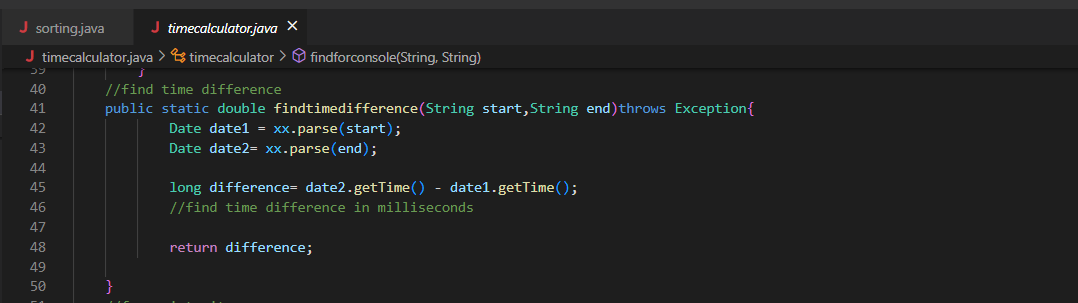 sorting.java timecalculator.java
timecalculator.java > timecalculator > findforconsole(String, String)
39 }
40 //find time difference
41 public static double findtimedifference(String start,String end)throws Exception{
42 Date date1 = xx.parse(start);
43 Date date2= xx.parse(end);
44
45 long difference= date2.getTime() - date1.getTime();
46 //find time difference in milliseconds
47
48 return difference;
49
50 }
51